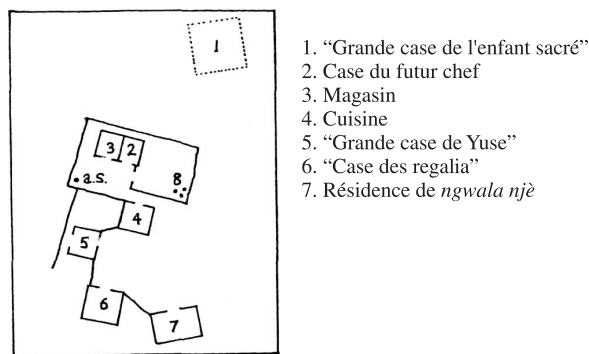 1
3
2
a.s.
8
4
5
6
7
1. “Grande case de l'enfant sacré”
2. Case du futur chef
3. Magasin
4. Cuisine
5. “Grande case de Yuse”
6. “Case des regalia”
7. Résidence de ngwala njè